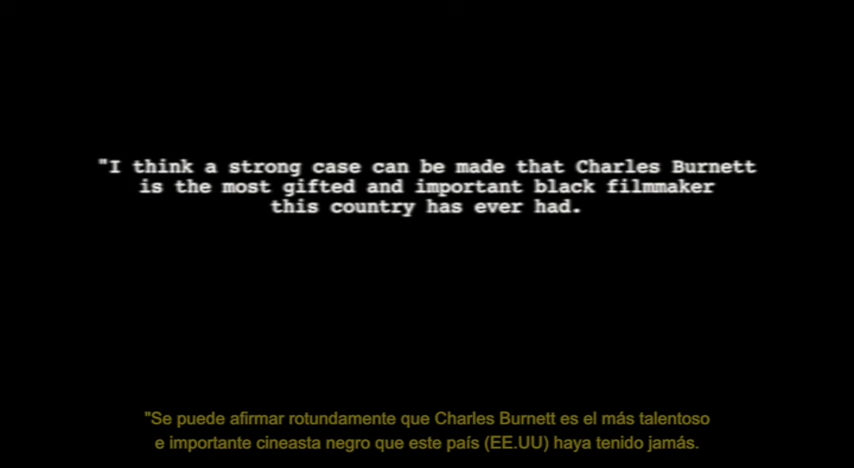 "I think a strong case can be made that Charles Burnett
is the most gifted and important black filmmaker
this country has ever had.
"Se puede afirmar rotundamente que Charles Burnett es el más talentoso
e importante cineasta negro que este país (EE.UU) haya tenido jamás.